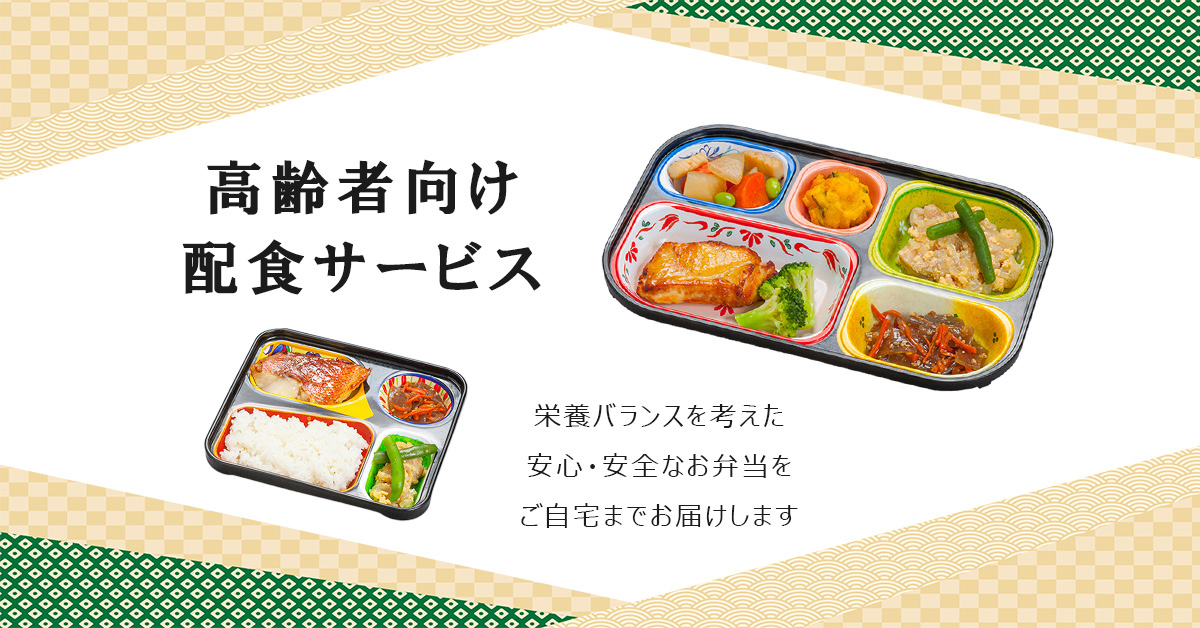 高齢者向け
配食サービス
栄養バランスを考えた
安心・安全なお弁当を
ご自宅までお届けします